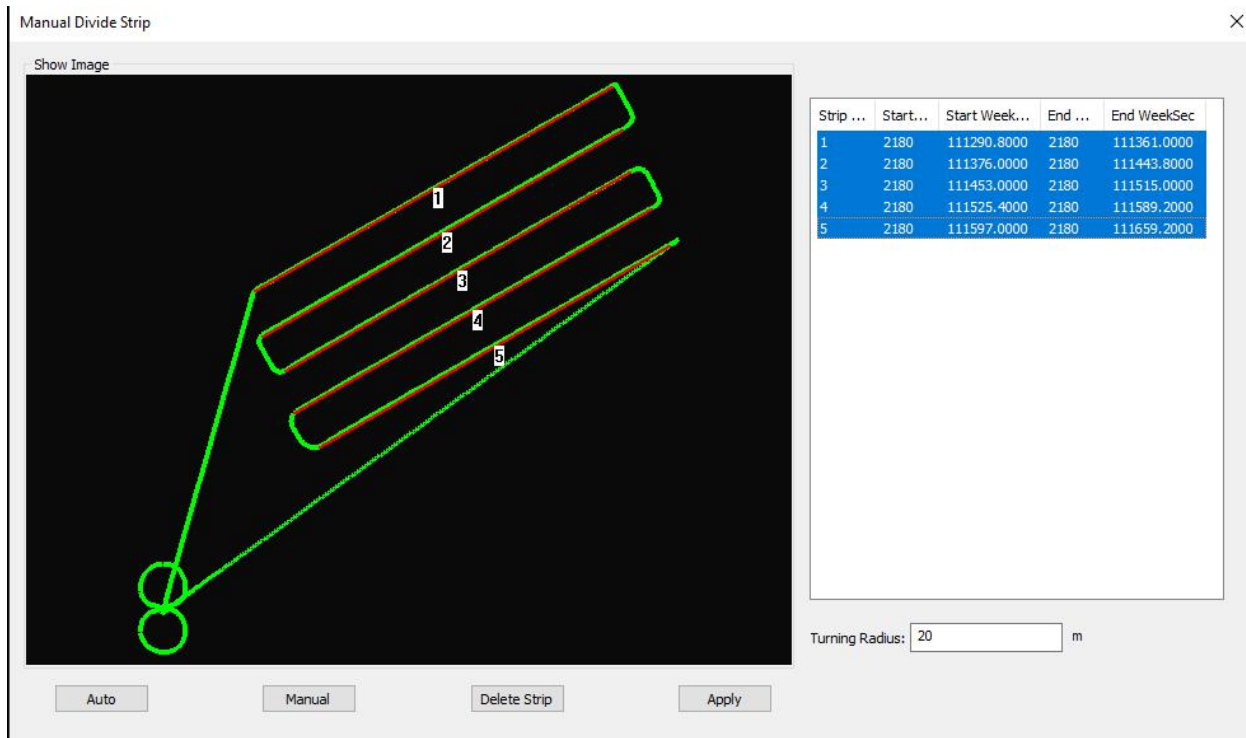 Manual Divide Strip
Show Image
1
2
3
4
5
Strip ... Start... Start Week... End ... End WeekSec
1 2180 111290.8000 2180 111361.0000
2 2180 111376.0000 2180 111443.8000
3 2180 111453.0000 2180 111515.0000
4 2180 111525.4000 2180 111589.2000
5 2180 111597.0000 2180 111659.2000
Turning Radius: 20 m
Auto Manual Delete Strip Apply